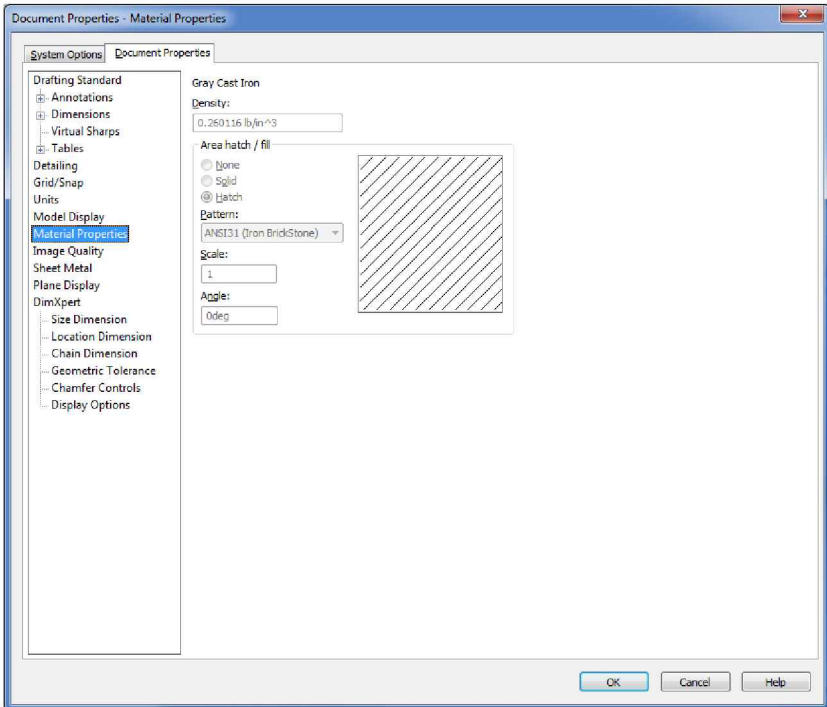 Document Properties - Material Properties
System Options
Document Properties
Drafting Standard
Annotations
Dimensions
Virtual Sharps
Tables
Detailing
Grid/Snap
Units
Model Display
Material Properties
Image Quality
Sheet Metal
Plane Display
DimXpert
Size Dimension
Location Dimension
Chain Dimension
Geometric Tolerance
Chamfer Controls
Display Options
Gray Cast Iron
Density:
0.260116 lb/in^3
Area hatch / fill
None
Solid
Hatch
Pattern:
ANSI31 (Iron BrickStone)
Scale:
1
Angle:
0deg
OK
Cancel
Help